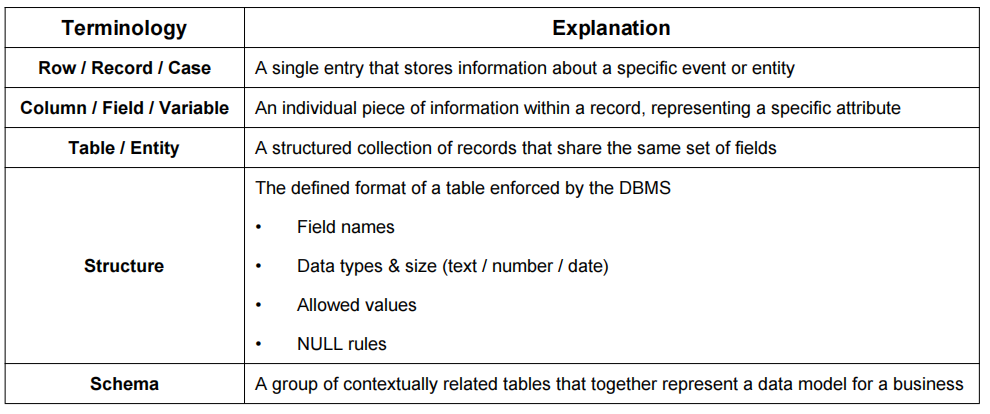 Terminology Explanation
Row / Record / Case A single entry that stores information about a specific event or entity
Column / Field / Variable An individual piece of information within a record, representing a specific attribute
Table / Entity A structured collection of records that share the same set of fields
The defined format of a table enforced by the DBMS
• Field names
Structure
• Data types & size (text / number / date)
• Allowed values
• NULL rules
Schema A group of contextually related tables that together represent a data model for a business